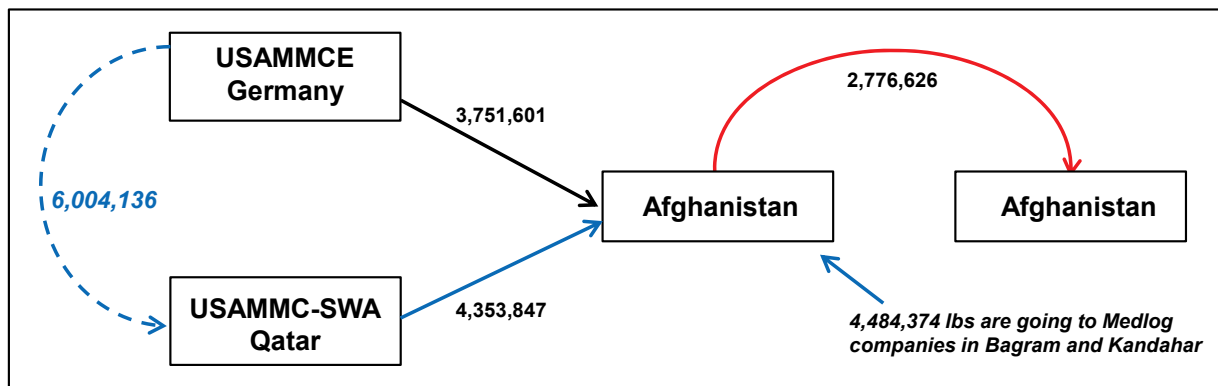 USAMMCE
Germany
3,751,601
2,776,626
6,004,136
Afghanistan
Afghanistan
USAMMC-SWA
Qatar
4,353,847
4,484,374 lbs are going to Medlog
companies in Bagram and Kandahar